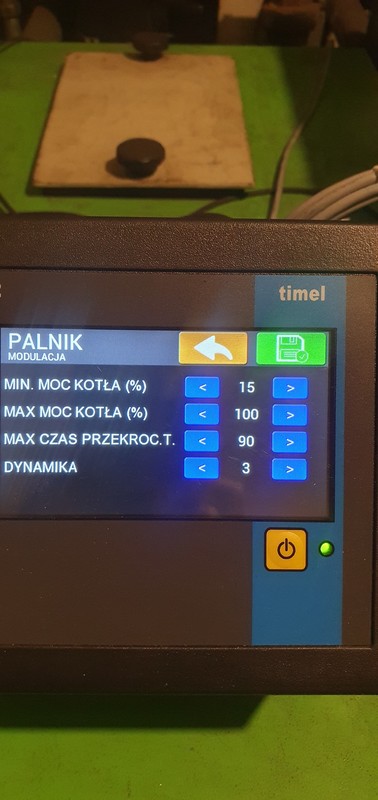 timel
PALNIK
MODULACJA
MIN. MOC KOTŁA (%) < 15 >
MAX MOC KOTŁA (%) < 100 >
MAX CZAS PRZEKROC.T. < 90 >
DYNAMIKA < 3 >